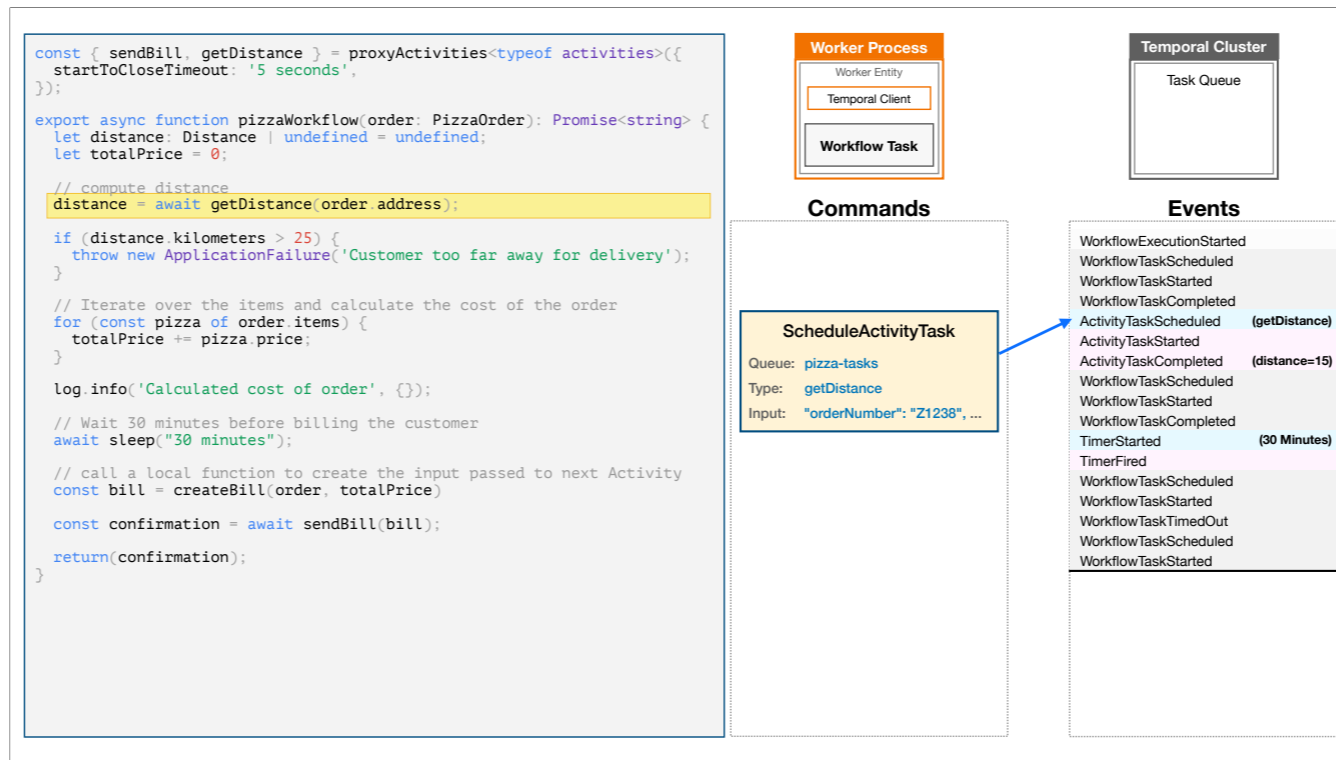 const { sendBill, getDistance } = proxyActivities<typeof activities>({
  startToCloseTimeout: '5 seconds',
});
export async function pizzaWorkflow(order: PizzaOrder): Promise<string> {
  let distance: Distance | undefined = undefined;
  let totalPrice = 0;
  // compute distance
  distance = await getDistance(order.address);
  if (distance.kilometers > 25) {
    throw new ApplicationFailure('Customer too far away for delivery');
  }
  // Iterate over the items and calculate the cost of the order
  for (const pizza of order.items) {
    totalPrice += pizza.price;
  }
  log.info('Calculated cost of order', {});
  // Wait 30 minutes before billing the customer
  await sleep("30 minutes");
  // call a local function to create the input passed to next Activity
  const bill = createBill(order, totalPrice)
  const confirmation = await sendBill(bill);
  return(confirmation);
}
Worker Process
Worker Entity
Temporal Client
Workflow Task
Temporal Cluster
Task Queue
Commands
ScheduleActivityTask
Queue: pizza-tasks
Type: getDistance
Input: "orderNumber": "Z1238", ...
Events
WorkflowExecutionStarted
WorkflowTaskScheduled
WorkflowTaskStarted
WorkflowTaskCompleted
ActivityTaskScheduled (getDistance)
ActivityTaskStarted
ActivityTaskCompleted (distance=15)
WorkflowTaskScheduled
WorkflowTaskStarted
WorkflowTaskCompleted
TimerStarted (30 Minutes)
TimerFired
WorkflowTaskScheduled
WorkflowTaskStarted
WorkflowTaskTimedOut
WorkflowTaskScheduled
WorkflowTaskStarted